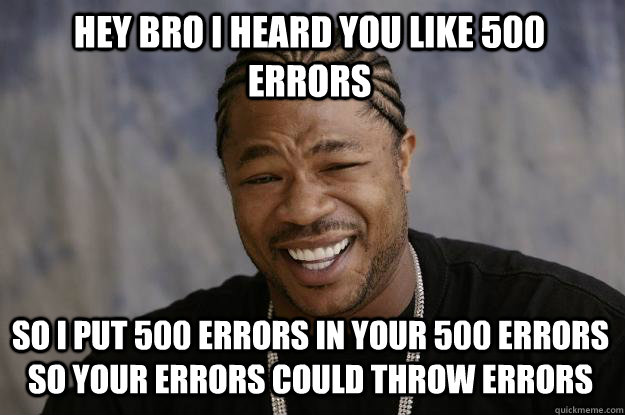 HEY BRO I HEARD YOU LIKE 500
ERRORS
SO I PUT 500 ERRORS IN YOUR 500 ERRORS
SO YOUR ERRORS COULD THROW ERRORS
quickmeme.com